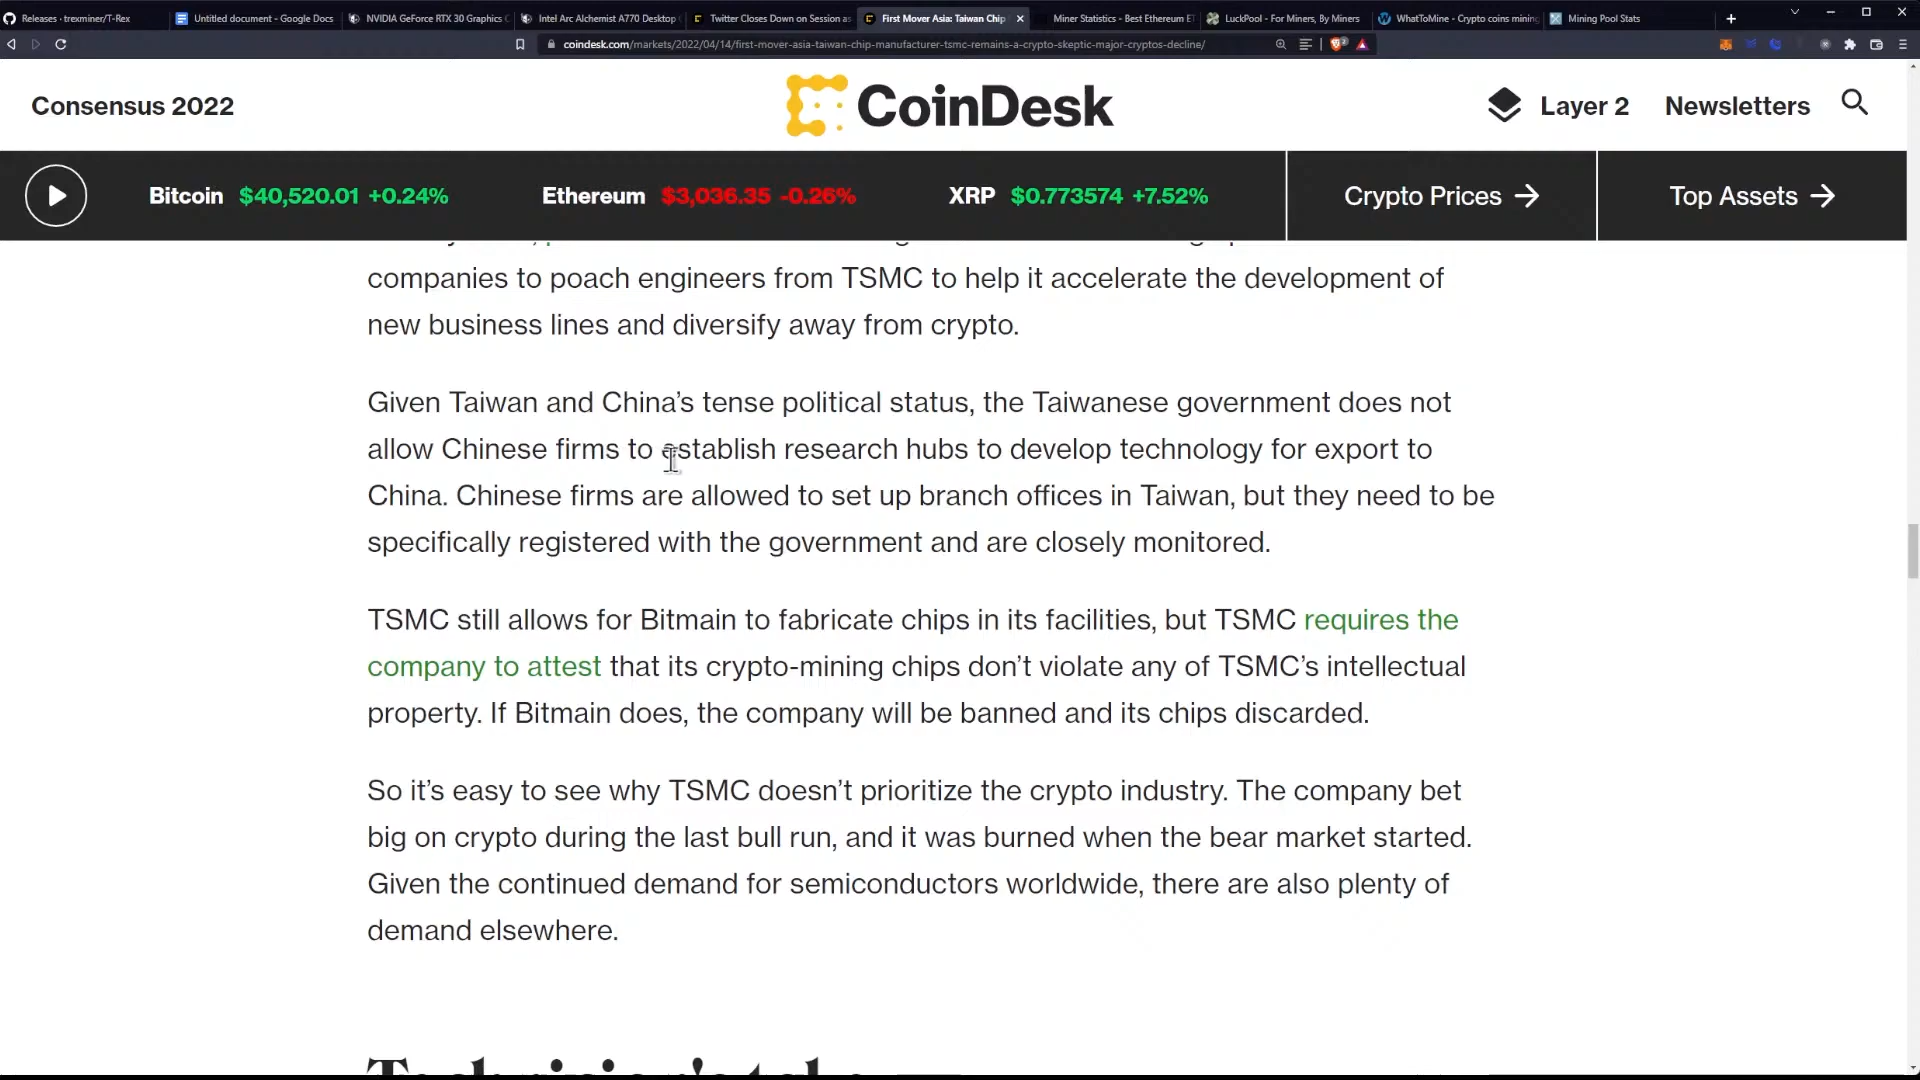 Releases · trexminer/T-Rex
Untitled document - Google Docs
NVIDIA GeForce RTX 30 Graphics C
Intel Arc Alchemist A770 Desktop
Twitter Closes Down on Session as
First Mover Asia: Taiwan Chip
Miner Statistics - Best Ethereum ET
LuckPool - For Miners, By Miners
WhatToMine - Crypto coins mining
Mining Pool Stats
coindesk.com/markets/2022/04/14/first-mover-asia-taiwan-chip-manufacturer-tsmc-remains-a-crypto-skeptic-major-cryptos-decline/
Consensus 2022
CoinDesk
Layer 2
Newsletters
Bitcoin $40,520.01 +0.24%
Ethereum $3,036.35 -0.26%
XRP $0.773574 +7.52%
Crypto Prices →
Top Assets →
companies to poach engineers from TSMC to help it accelerate the development of
new business lines and diversify away from crypto.
Given Taiwan and China’s tense political status, the Taiwanese government does not
allow Chinese firms to establish research hubs to develop technology for export to
China. Chinese firms are allowed to set up branch offices in Taiwan, but they need to be
specifically registered with the government and are closely monitored.
TSMC still allows for Bitmain to fabricate chips in its facilities, but TSMC requires the
company to attest that its crypto-mining chips don’t violate any of TSMC’s intellectual
property. If Bitmain does, the company will be banned and its chips discarded.
So it’s easy to see why TSMC doesn’t prioritize the crypto industry. The company bet
big on crypto during the last bull run, and it was burned when the bear market started.
Given the continued demand for semiconductors worldwide, there are also plenty of
demand elsewhere.